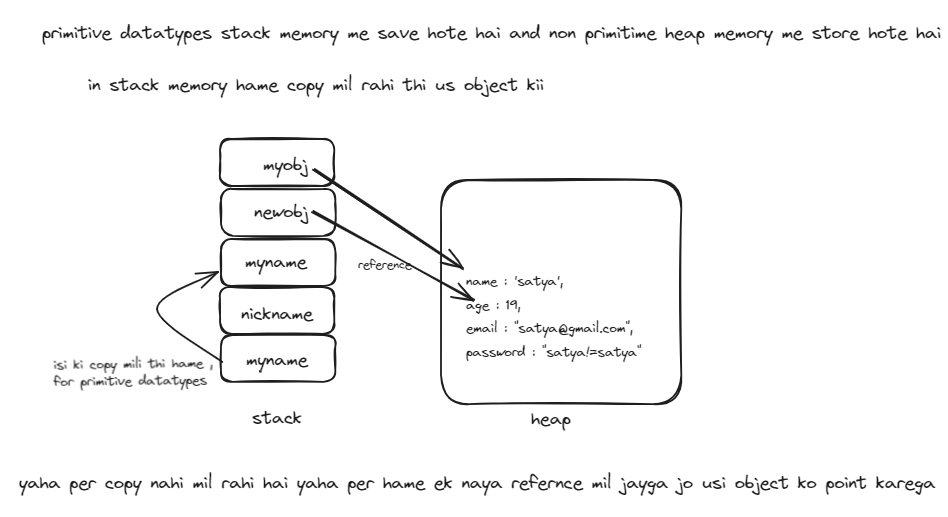 primitive datatypes stack memory me save hote hai and non primitime heap memory me store hote hai
in stack memory hame copy mil rahi thi us object kii
myobj
newobj
myname
nickname
myname
reference
name : 'satya',
age : 19,
email : "satya@gmail.com",
password : "satya!=satya"
isi ki copy mili thi hame ,
for primitive datatypes
stack
heap
yaha per copy nahi mil rahi hai yaha per hame ek naya refernce mil jayga jo usi object ko point karega